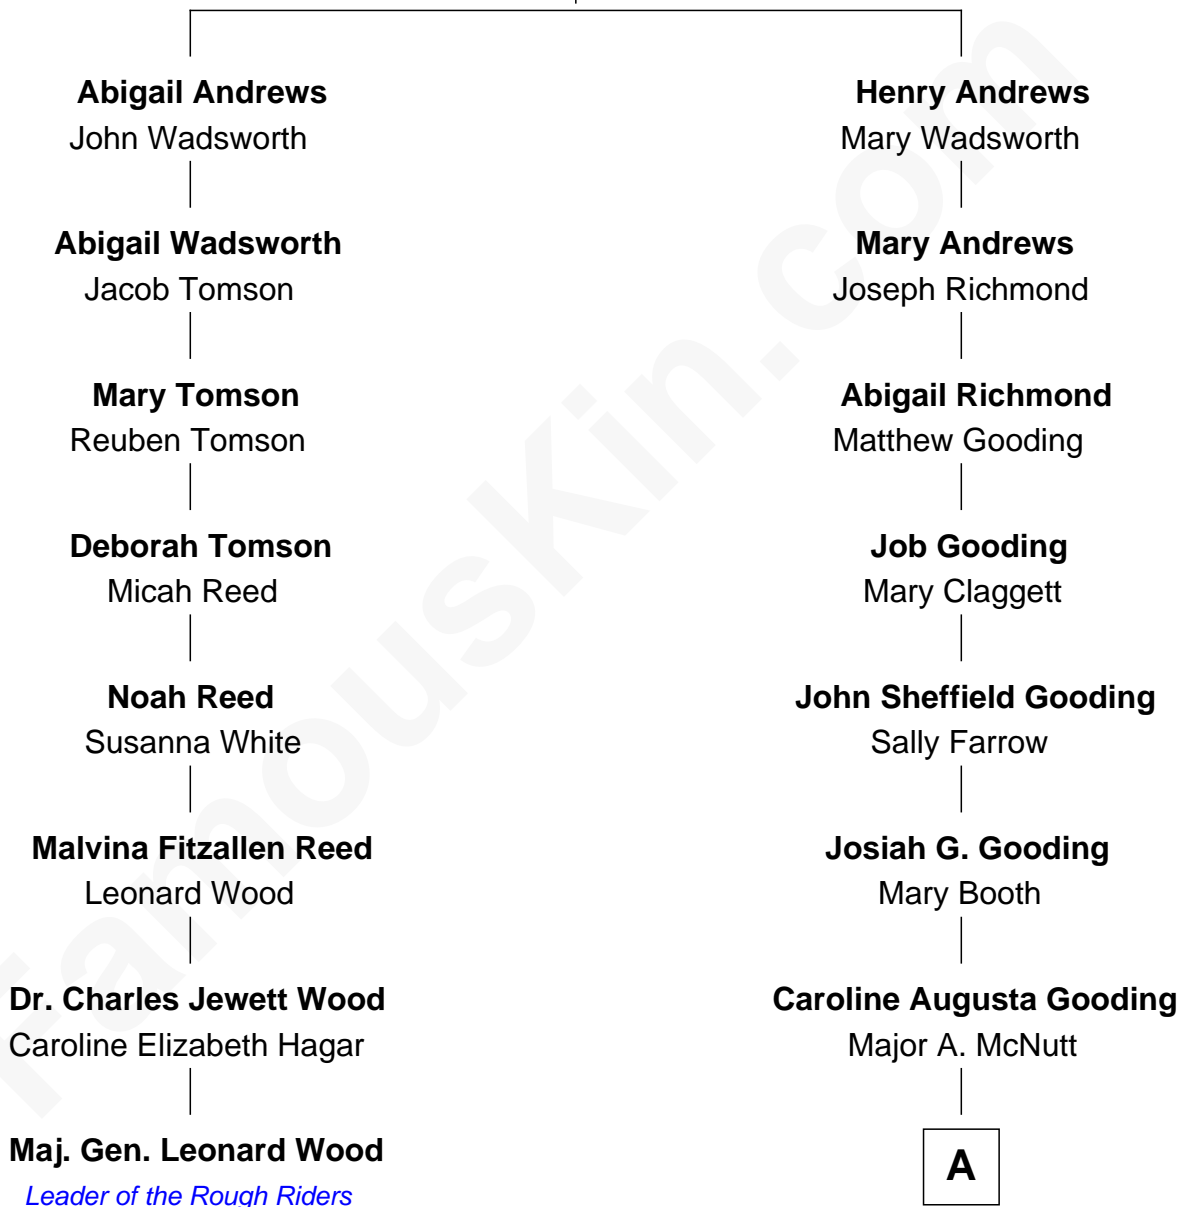 Abigail Andrews
John Wadsworth
Henry Andrews
Mary Wadsworth
Abigail Wadsworth
Jacob Tomson
Mary Andrews
Joseph Richmond
Mary Tomson
Reuben Tomson
Abigail Richmond
Matthew Gooding
Deborah Tomson
Micah Reed
Job Gooding
Mary Claggett
Noah Reed
Susanna White
John Sheffield Gooding
Sally Farrow
Malvina Fitzallen Reed
Leonard Wood
Josiah G. Gooding
Mary Booth
Dr. Charles Jewett Wood
Caroline Elizabeth Hagar
Caroline Augusta Gooding
Major A. McNutt
Maj. Gen. Leonard Wood
Leader of the Rough Riders
A
FamousKin.com